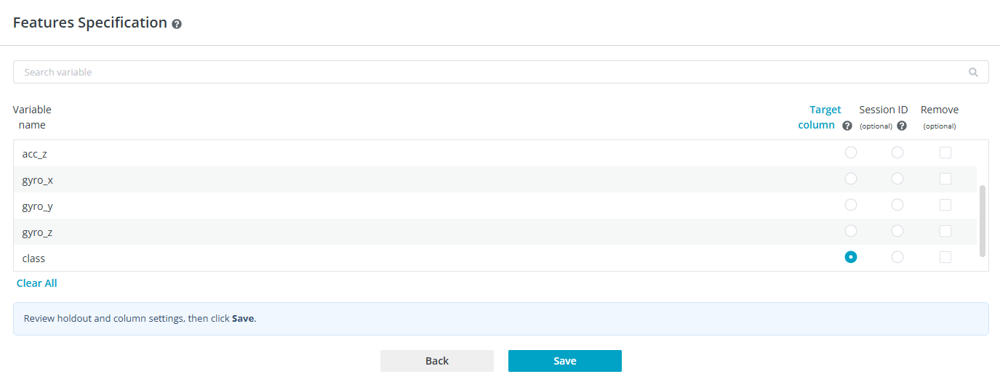 Features Specification
Search variable
Variable name
Target column
Session ID (optional)
Remove (optional)
acc_z
gyro_x
gyro_y
gyro_z
class
Clear All
Review holdout and column settings, then click Save.
Back
Save